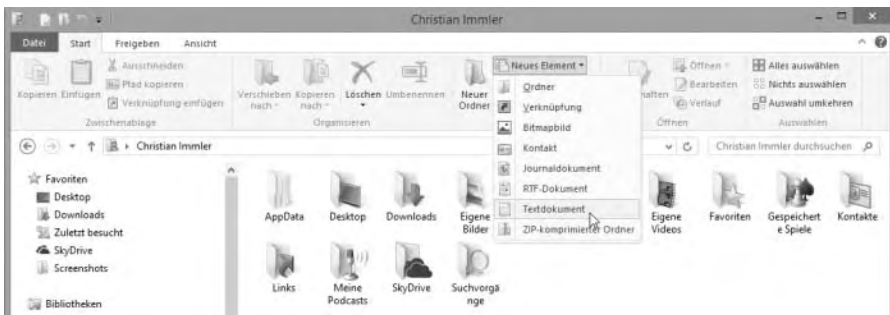 Christian Immler
Datei Start Freigeben Ansicht
Ausschneiden
Pfad kopieren
Verknüpfung einfügen
Kopieren Einfügen
Zwischenablage
Verschieben nach Kopieren nach Löschen Umbenennen
Organisieren
Neuer Ordner
Neues Element
Ordner
Verknüpfung
Bitmapbild
Kontakt
Journaldokument
RTF-Dokument
Textdokument
ZIP-komprimierter Ordner
Öffnen
Bearbeiten
Verlauf
Öffnen
Alles auswählen
Nichts auswählen
Auswahl umkehren
Auswählen
Christian Immler
Christian Immler durchsuchen
Favoriten
Desktop
Downloads
Zuletzt besucht
SkyDrive
Screenshots
Bibliotheken
AppData
Desktop
Downloads
Eigene
Bilder
Eigene
Videos
Favoriten
Gespeichert
e Spiele
Kontakte
Links
Meine
Podcasts
SkyDrive
Suchvorgä
nge